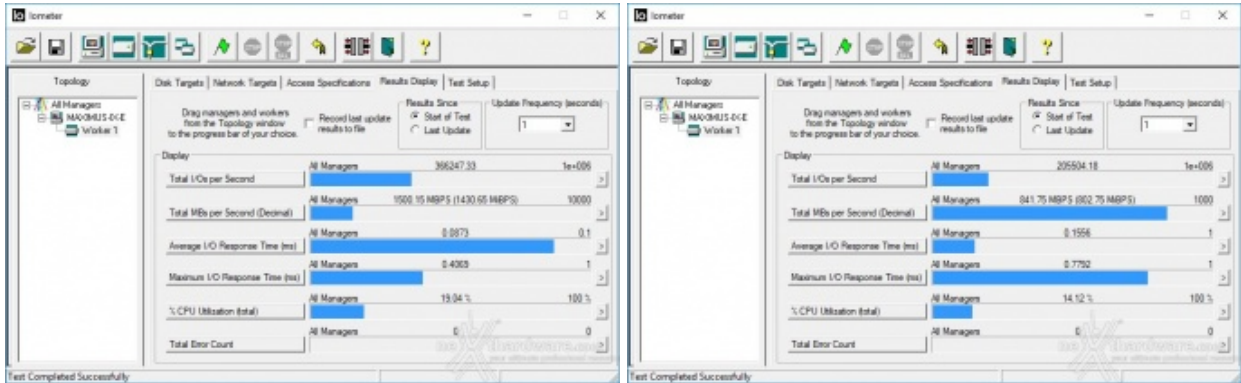 Iometer
Topology
All Managers
MAXIMUS-IX-E
Worker 1
Disk Targets | Network Targets | Access Specifications | Results Display | Test Setup
Drag managers and workers
from the Topology window
to the progress bar of your choice.
Record last update
results to file
Results Since
Start of Test
Last Update
Update Frequency (seconds)
1
Display
All Managers 366247.33 1e+006
Total I/Os per Second
All Managers 1500.15 MBPS (1430.65 MiBPS) 10000
Total MBs per Second (Decimal)
All Managers 0.0873 0.1
Average I/O Response Time (ms)
All Managers 0.4069 1
Maximum I/O Response Time (ms)
All Managers 19.04 % 100 %
% CPU Utilization (total)
All Managers 0 0
Total Error Count
Test Completed Successfully
Iometer
Topology
All Managers
MAXIMUS-IX-E
Worker 1
Disk Targets | Network Targets | Access Specifications | Results Display | Test Setup
Drag managers and workers
from the Topology window
to the progress bar of your choice.
Record last update
results to file
Results Since
Start of Test
Last Update
Update Frequency (seconds)
1
Display
All Managers 205504.18 1e+006
Total I/Os per Second
All Managers 841.75 MBPS (802.75 MiBPS) 1000
Total MBs per Second (Decimal)
All Managers 0.1556 1
Average I/O Response Time (ms)
All Managers 0.7792 1
Maximum I/O Response Time (ms)
All Managers 14.12 % 100 %
% CPU Utilization (total)
All Managers 0 0
Total Error Count
Test Completed Successfully